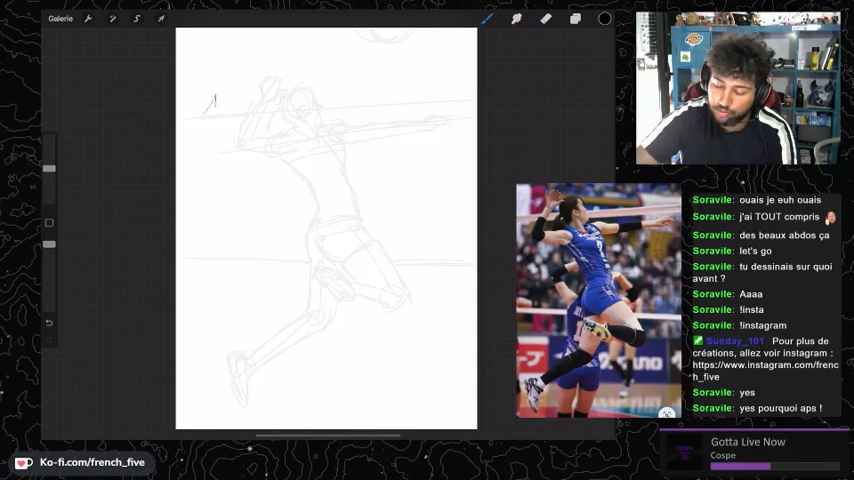 Galerie
Soravile: ouais je euh ouais
Soravile: j'ai TOUT compris
Soravile: des beaux abdos ça
Soravile: let's go
Soravile: tu dessinais sur quoi
avant ?
Soravile: Aaaa
Soravile: !insta
Soravile: !instagram
Sunday_101 Pour plus de
créations, allez voir instagram :
https://www.instagram.com/frenc
h_five
Soravile: yes
Soravile: yes pourquoi aps !
Gotta Live Now
Cospe
Ko-fi.com/french_five